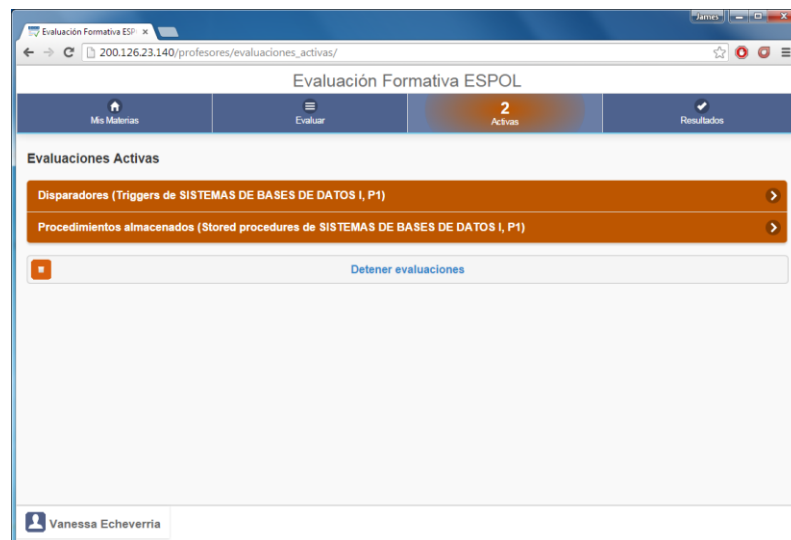 James
Evaluación Formativa ESP
200.126.23.140/profesores/evaluaciones_activas/
Evaluación Formativa ESPOL
Mis Materias
Evaluar
2
Activas
Resultados
Evaluaciones Activas
Disparadores (Triggers de SISTEMAS DE BASES DE DATOS I, P1)
Procedimientos almacenados (Stored procedures de SISTEMAS DE BASES DE DATOS I, P1)
Detener evaluaciones
Vanessa Echeverria